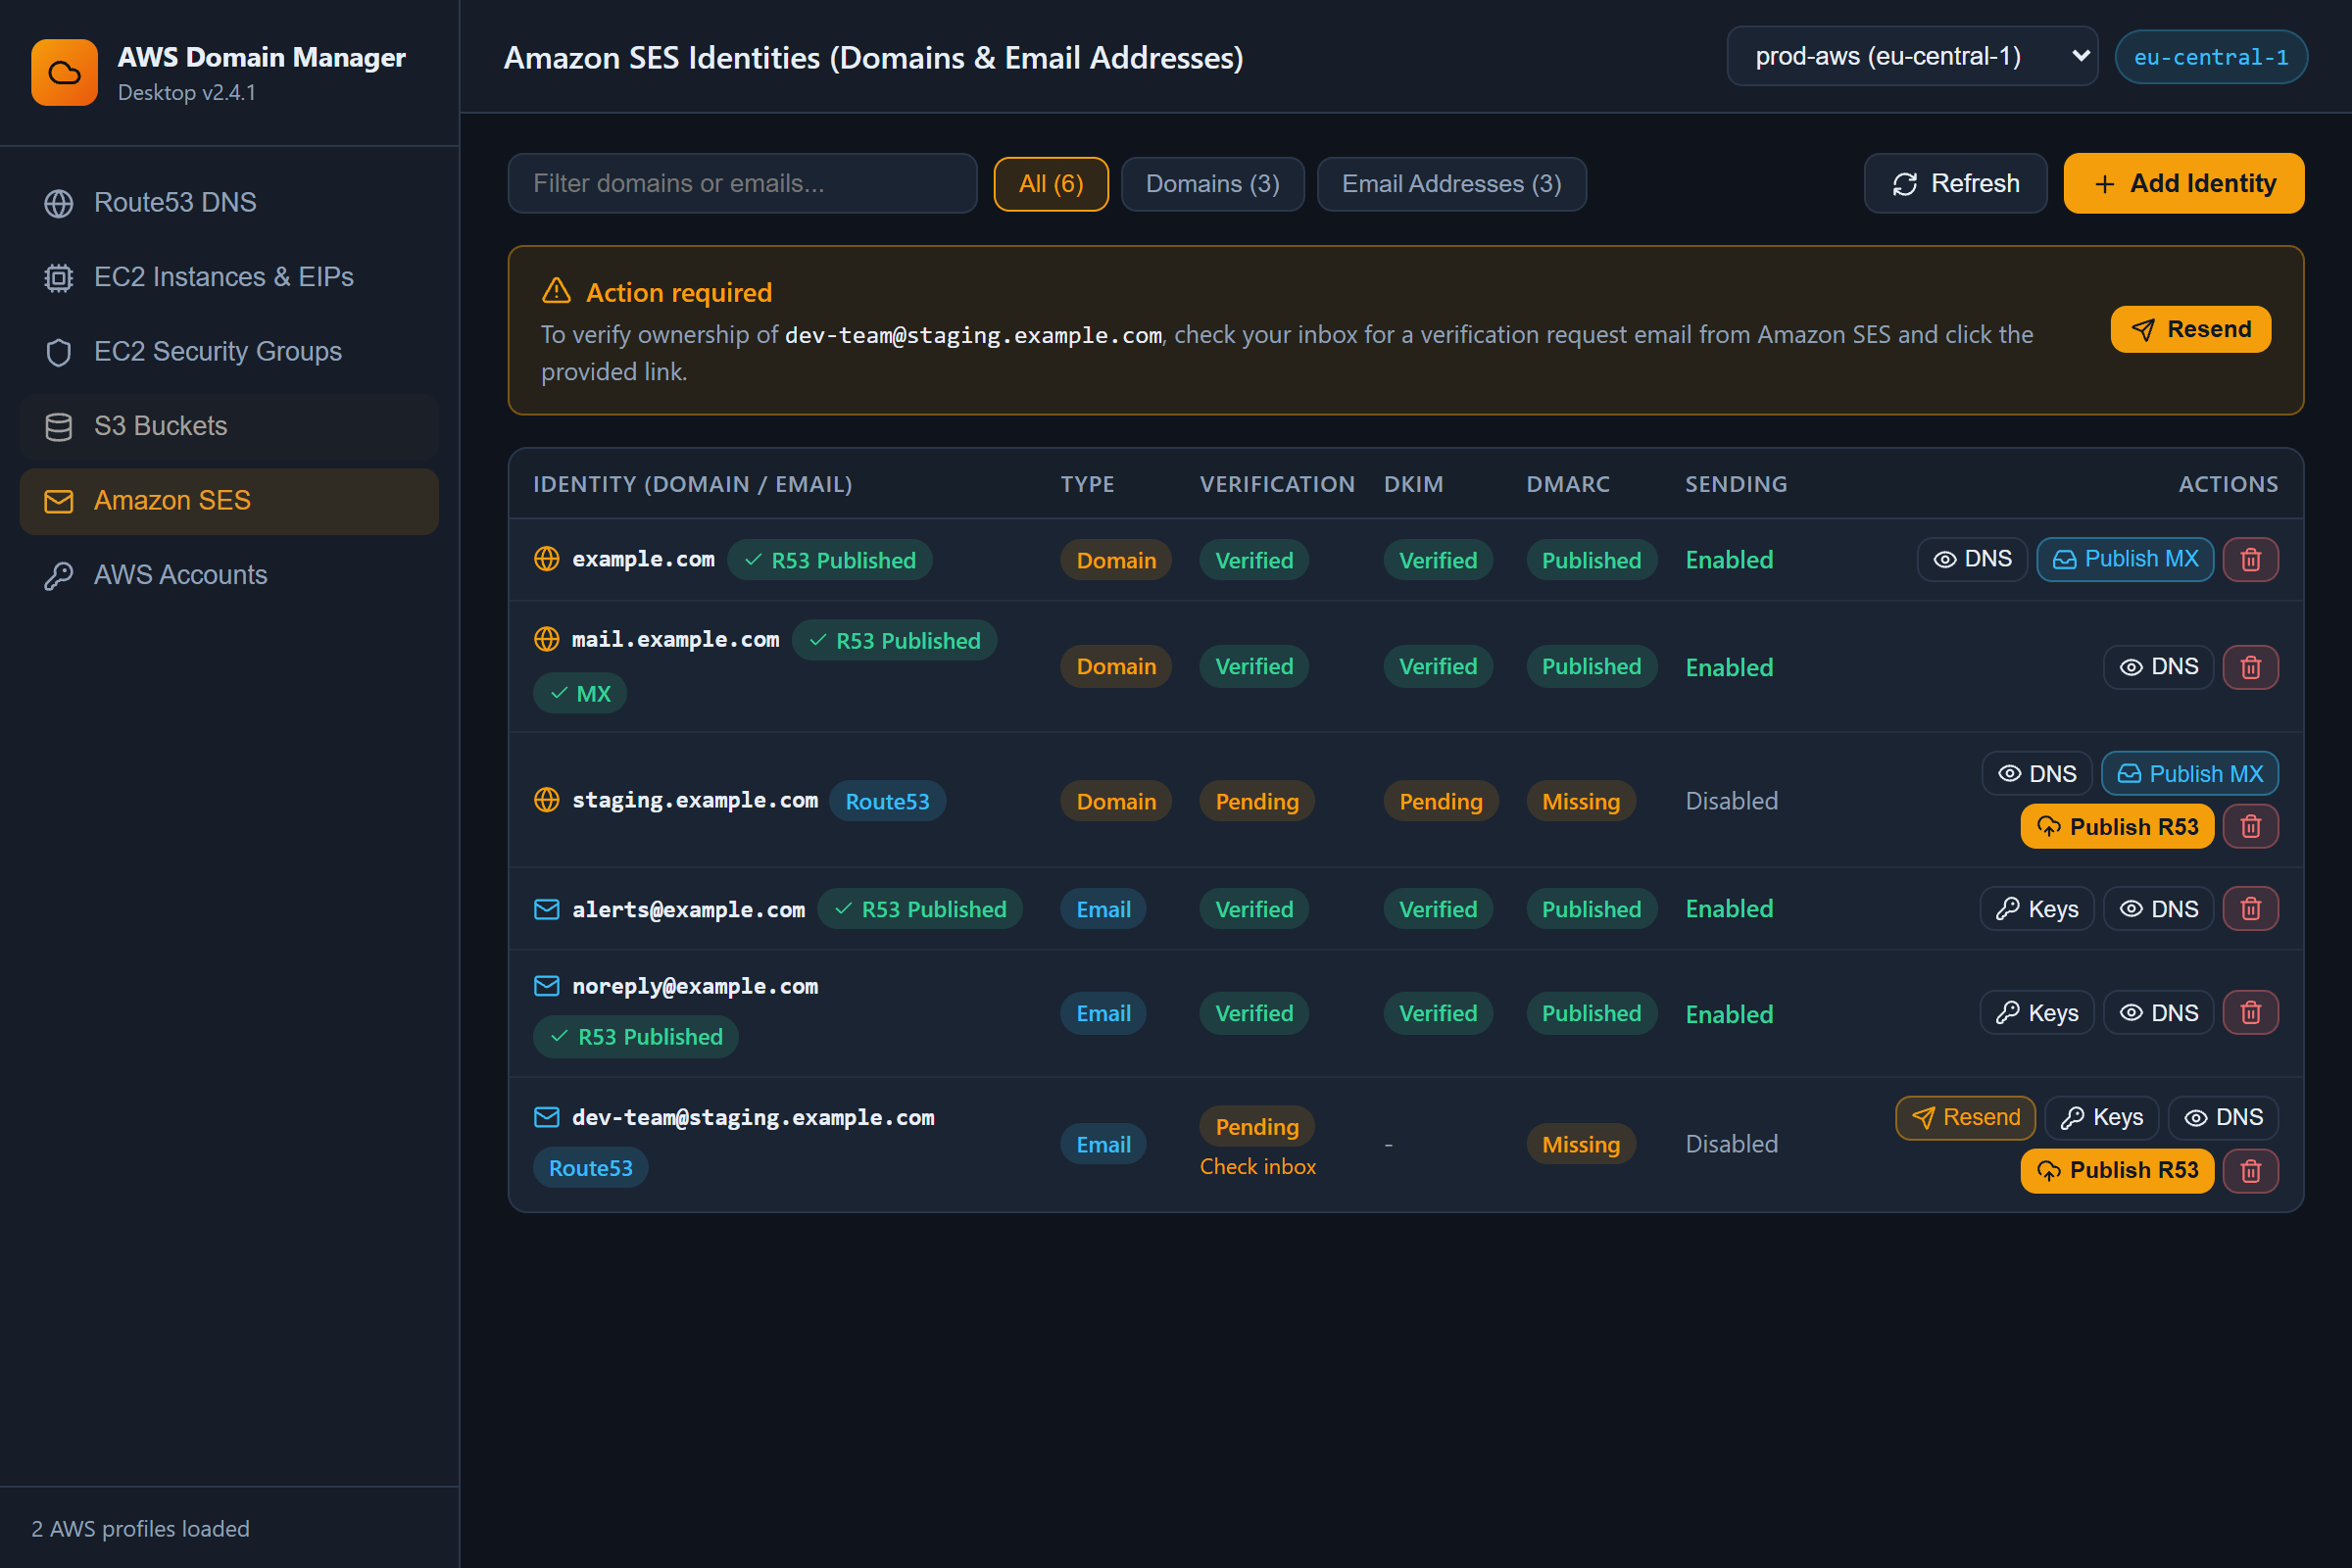 AWS Domain Manager
Desktop v2.4.1
Route53 DNS
EC2 Instances & EIPs
EC2 Security Groups
S3 Buckets
Amazon SES
AWS Accounts
2 AWS profiles loaded
Amazon SES Identities (Domains & Email Addresses)
prod-aws (eu-central-1)
eu-central-1
Filter domains or emails...
All (6)
Domains (3)
Email Addresses (3)
Refresh
Add Identity
Action required
To verify ownership of dev-team@staging.example.com, check your inbox for a verification request email from Amazon SES and click the
provided link.
Resend
IDENTITY (DOMAIN / EMAIL) TYPE VERIFICATION DKIM DMARC SENDING ACTIONS
example.com R53 Published Domain Verified Verified Published Enabled DNS Publish MX
mail.example.com R53 Published
MX
Domain Verified Verified Published Enabled DNS
staging.example.com Route53 Domain Pending Pending Missing Disabled
DNS Publish MX
Publish R53
alerts@example.com R53 Published Email Verified Verified Published Enabled Keys DNS
noreply@example.com
R53 Published
Email Verified Verified Published Enabled Keys DNS
dev-team@staging.example.com
Route53
Email
Pending
Check inbox
-
Missing
Disabled
Resend Keys DNS
Publish R53